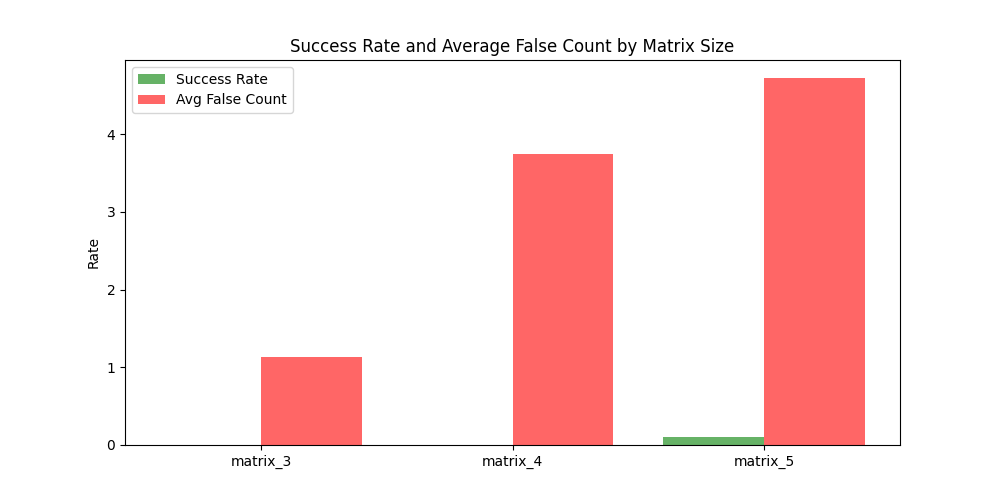 Success Rate and Average False Count by Matrix Size
Success Rate
Avg False Count
Rate
4
3
2
1
0
matrix_3
matrix_4
matrix_5